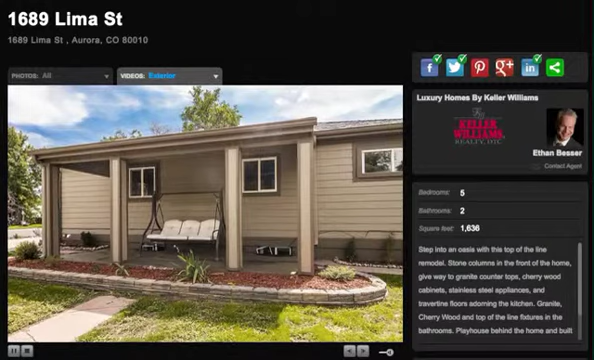 1689 Lima St
1689 Lima St , Aurora, CO 80010
PHOTOS: All
VIDEOS: Exterior
Luxury Homes By Keller Williams
KELLER
WILLIAMS
REALTY, DTC
Ethan Besser
Contact Agent
Bedrooms: 5
Bathrooms: 2
Square feet: 1,636
Step into an oasis with this top of the line
remodel. Stone columns in the front of the home,
give way to granite counter tops, cherry wood
cabinets, stainless steel appliances, and
travertine floors adorning the kitchen. Granite,
Cherry Wood and top of the line fixtures in the
bathrooms. Playhouse behind the home and built